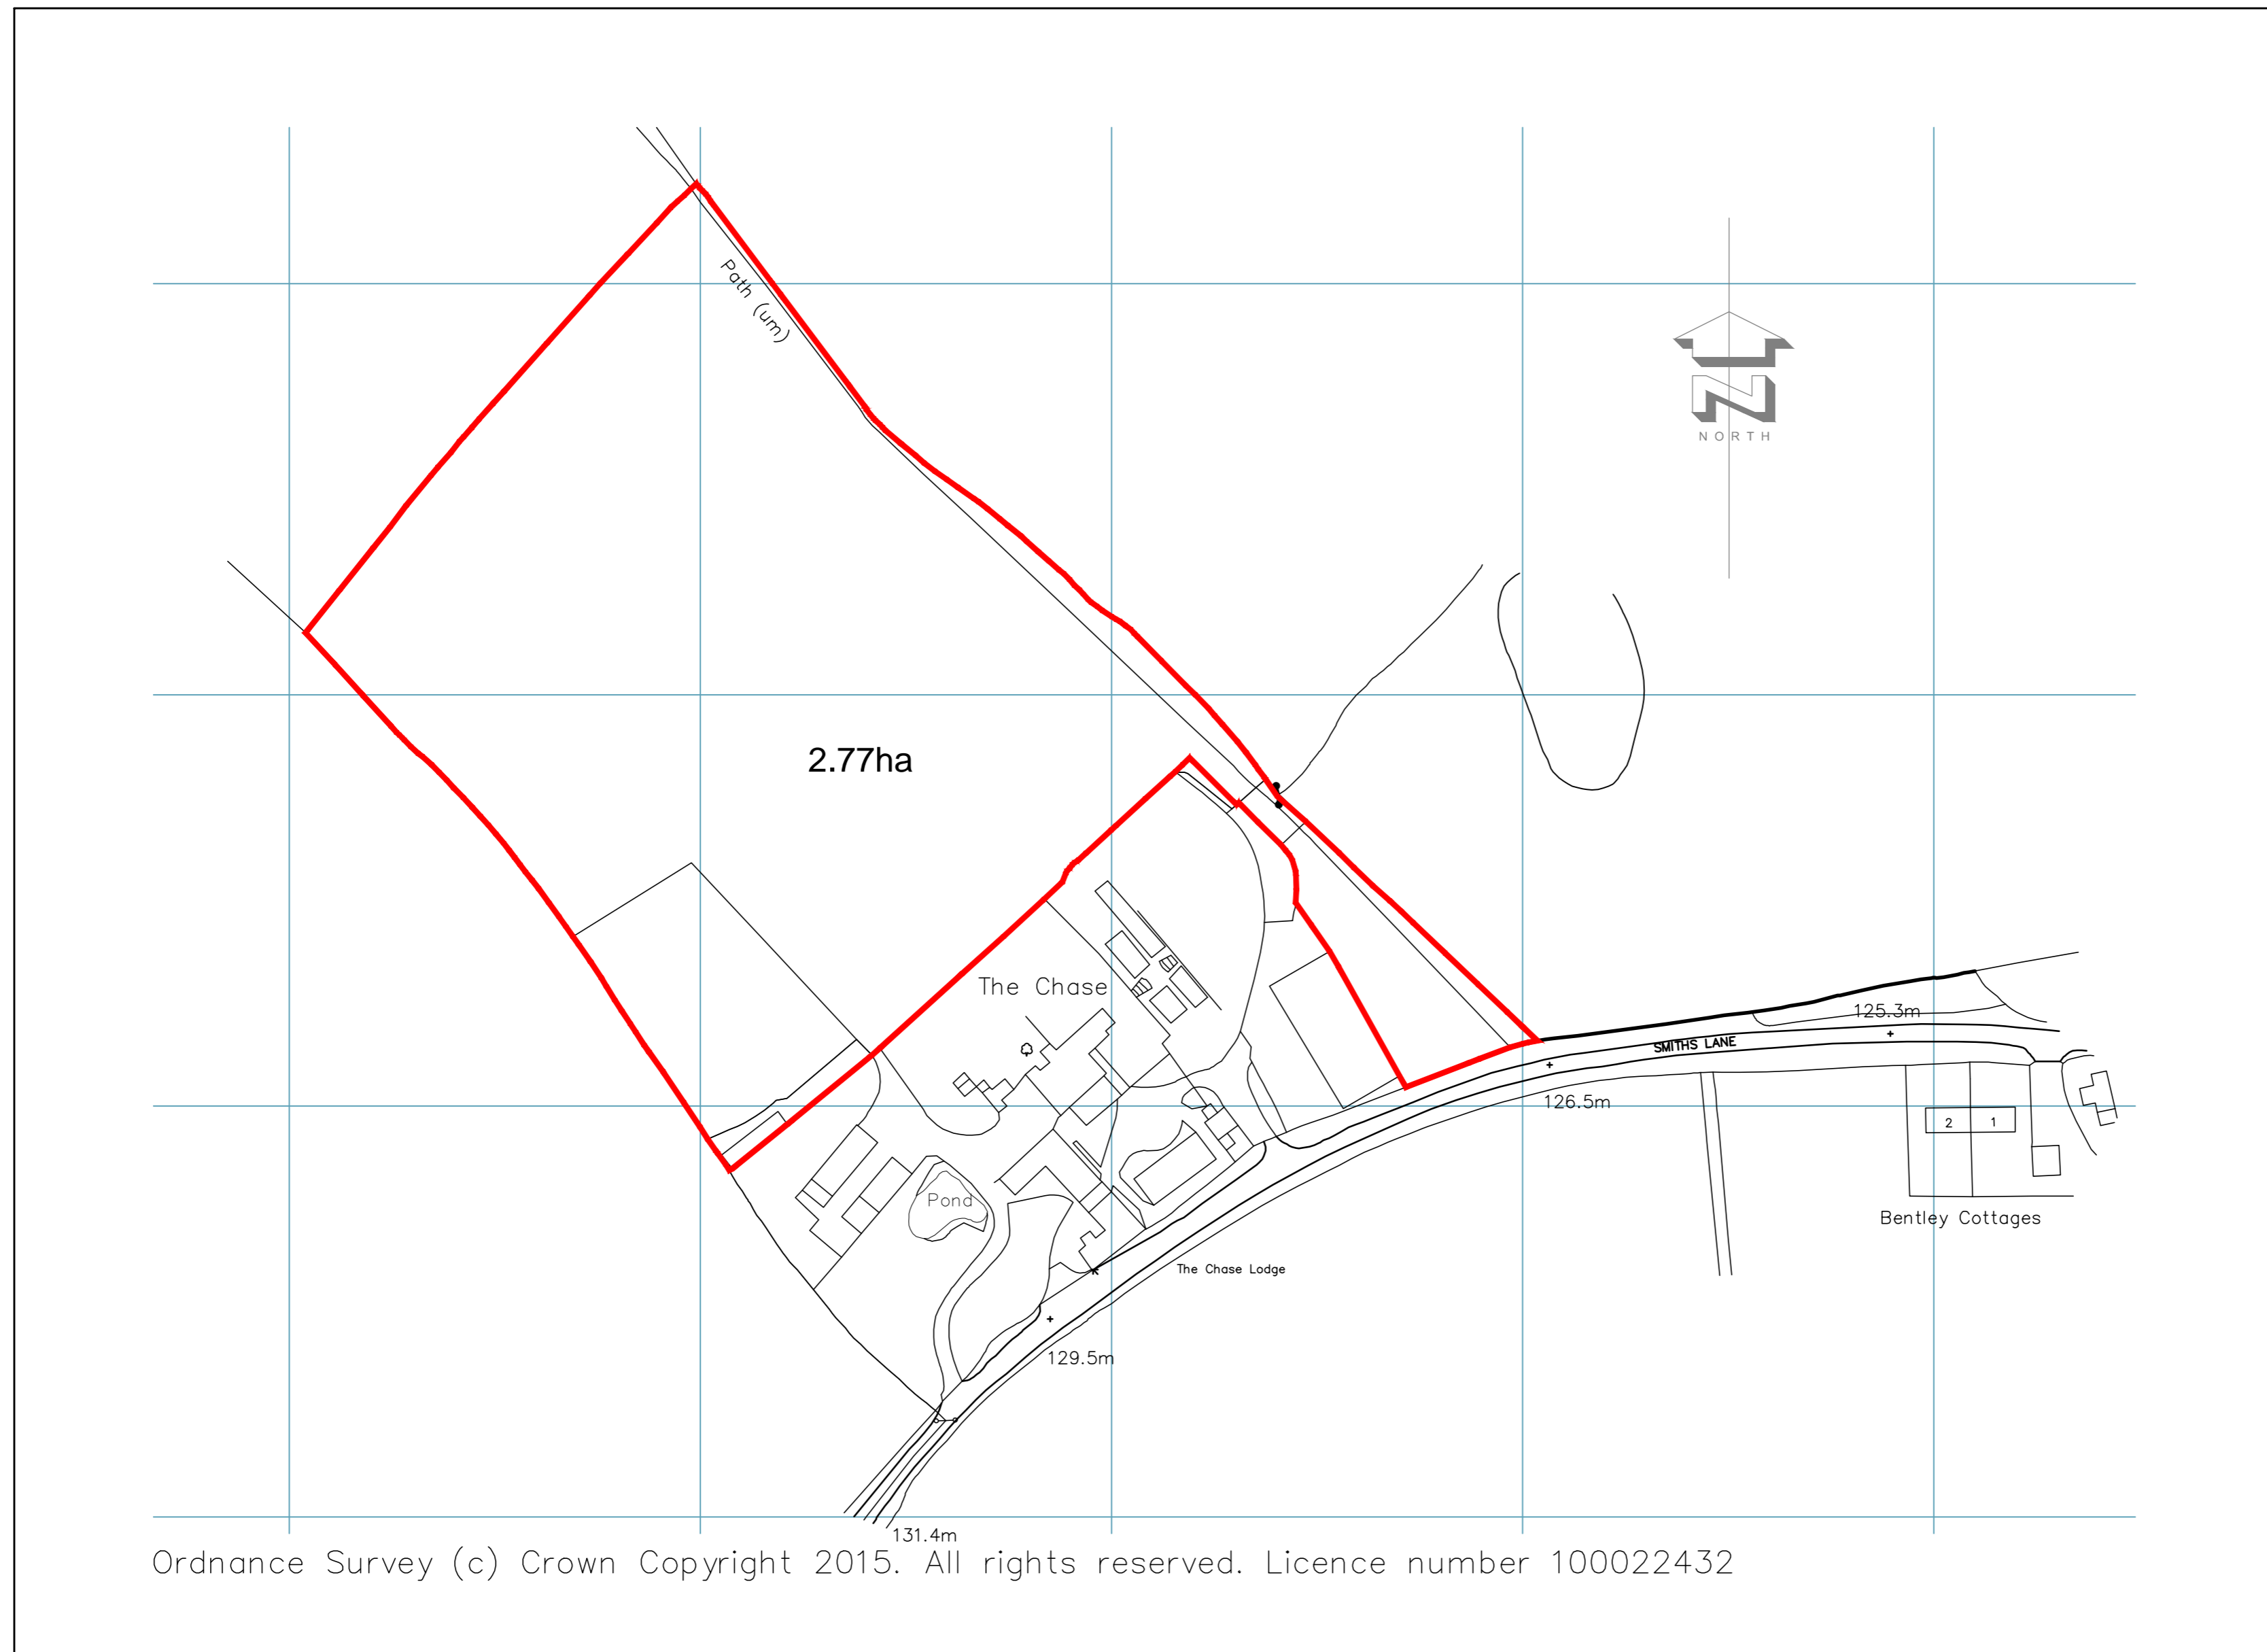 Path (um)
NORTH
2.77ha
The Chase
125.3m
SMITHS LANE
126.5m
2
1
Pond
Bentley Cottages
The Chase Lodge
129.5m
131.4m
Ordnance Survey (c) Crown Copyright 2015. All rights reserved. Licence number 100022432